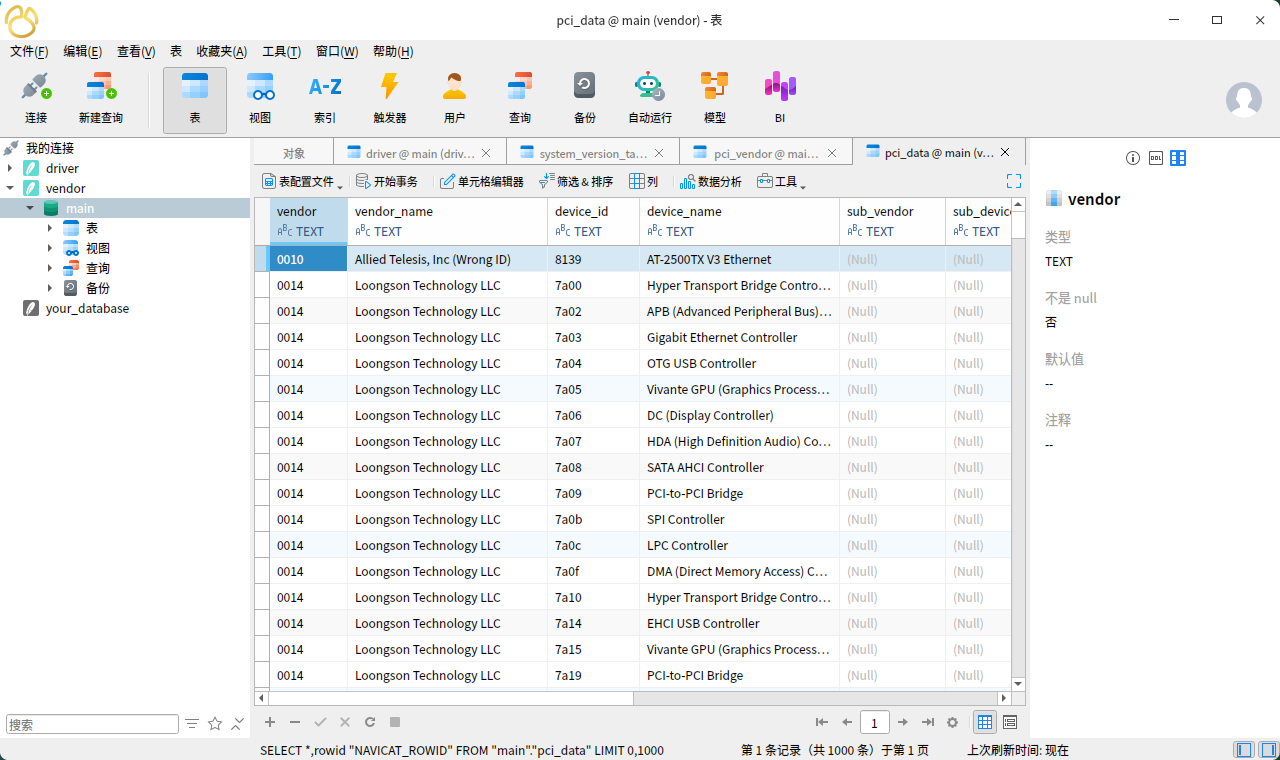 pci_data @ main (vendor) - 表
文件(F) 编辑(E) 查看(V) 表 收藏夹(A) 工具(T) 窗口(W) 帮助(H)
连接 新建查询 表 视图 A-Z 索引 触发器 用户 查询 备份 自动运行 模型 BI
我的连接
driver
vendor
main
表
视图
查询
备份
your_database
搜索
对象 driver @ main (driv... system_version_ta... pci_vendor @ mai... pci_data @ main (v...
表配置文件 开始事务 单元格编辑器 筛选 & 排序 列 数据分析 工具
vendor vendor_name device_id device_name sub_vendor sub_device
ABC TEXT ABC TEXT ABC TEXT ABC TEXT ABC TEXT ABC TEXT
0010 Allied Telesis, Inc (Wrong ID) 8139 AT-2500TX V3 Ethernet (Null) (Null)
0014 Loongson Technology LLC 7a00 Hyper Transport Bridge Contro... (Null) (Null)
0014 Loongson Technology LLC 7a02 APB (Advanced Peripheral Bus)... (Null) (Null)
0014 Loongson Technology LLC 7a03 Gigabit Ethernet Controller (Null) (Null)
0014 Loongson Technology LLC 7a04 OTG USB Controller (Null) (Null)
0014 Loongson Technology LLC 7a05 Vivante GPU (Graphics Process... (Null) (Null)
0014 Loongson Technology LLC 7a06 DC (Display Controller) (Null) (Null)
0014 Loongson Technology LLC 7a07 HDA (High Definition Audio) Co... (Null) (Null)
0014 Loongson Technology LLC 7a08 SATA AHCI Controller (Null) (Null)
0014 Loongson Technology LLC 7a09 PCI-to-PCI Bridge (Null) (Null)
0014 Loongson Technology LLC 7a0b SPI Controller (Null) (Null)
0014 Loongson Technology LLC 7a0c LPC Controller (Null) (Null)
0014 Loongson Technology LLC 7a0f DMA (Direct Memory Access) C... (Null) (Null)
0014 Loongson Technology LLC 7a10 Hyper Transport Bridge Contro... (Null) (Null)
0014 Loongson Technology LLC 7a14 EHCI USB Controller (Null) (Null)
0014 Loongson Technology LLC 7a15 Vivante GPU (Graphics Process... (Null) (Null)
0014 Loongson Technology LLC 7a19 PCI-to-PCI Bridge (Null) (Null)
1
SELECT *,rowid "NAVICAT_ROWID" FROM "main"."pci_data" LIMIT 0,1000 第 1 条记录（共 1000 条）于第 1 页 上次刷新时间: 现在
DDL
vendor
类型
TEXT
不是 null
否
默认值
--
注释
--